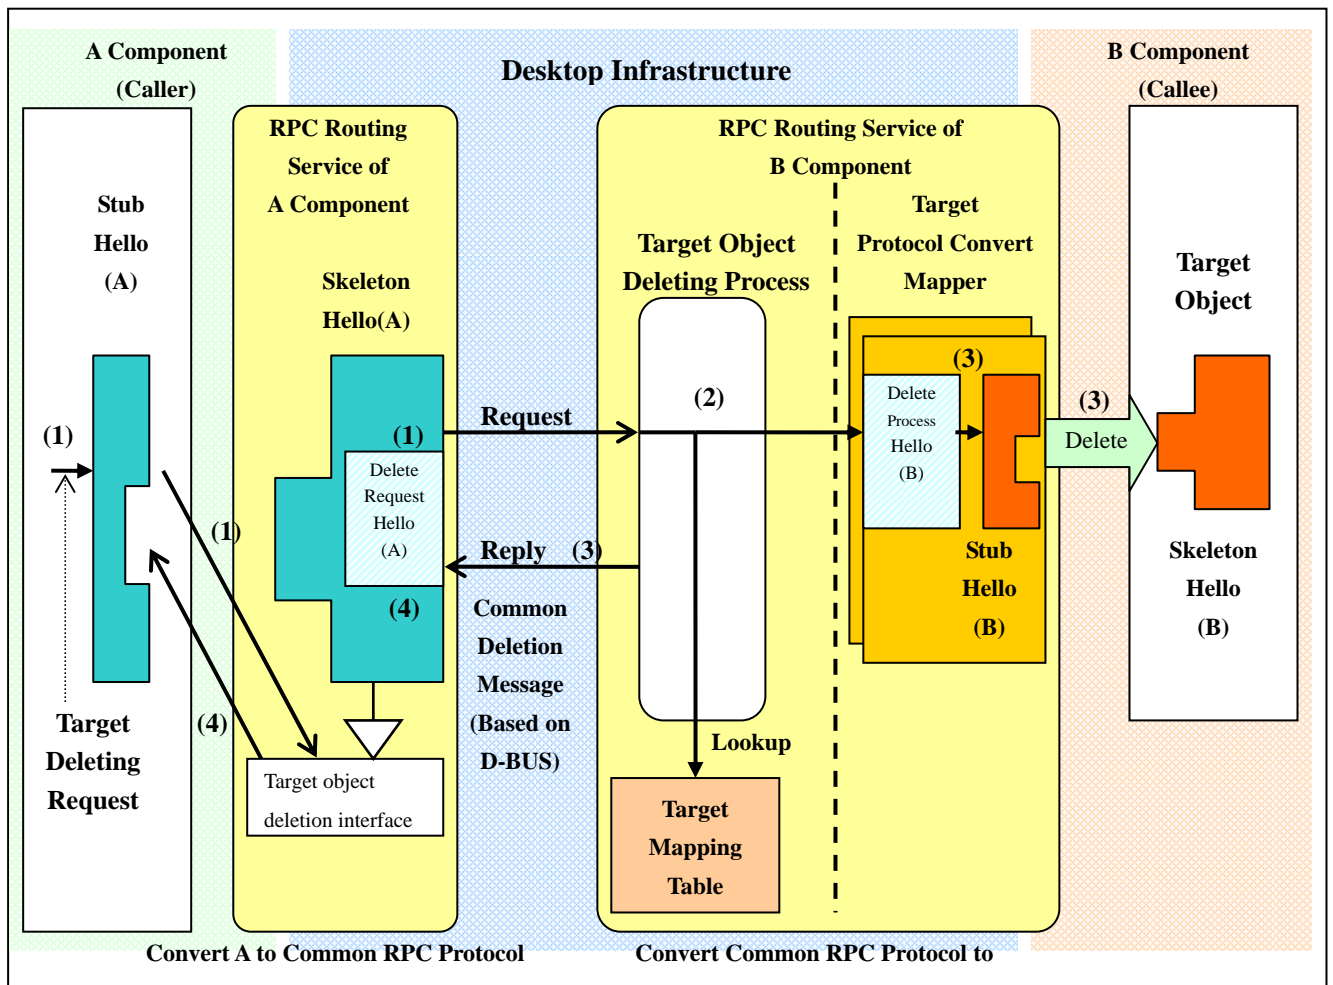 A Component
(Caller)
Desktop Infrastructure
B Component
(Callee)
RPC Routing
Service of
A Component
RPC Routing Service of
B Component
Stub
Hello
(A)
Skeleton
Hello(A)
Target Object
Deleting Process
Target
Protocol Convert
Mapper
Target
Object
(1)
(1)
Delete
Request
Hello
(A)
(4)
(1)
(4)
Request
Reply
(3)
(2)
(3)
Delete
Process
Hello
(B)
Stub
Hello
(B)
(3)
Delete
Skeleton
Hello
(B)
Common
Deletion
Message
(Based on
D-BUS)
Target
Deleting
Request
Target object
deletion interface
Lookup
Target
Mapping
Table
Convert A to Common RPC Protocol
Convert Common RPC Protocol to